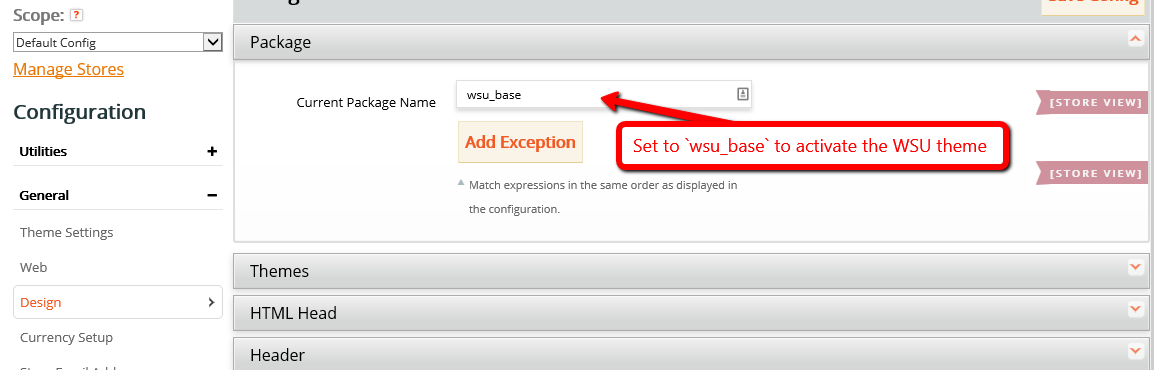 Scope: [?]
Default Config
Manage Stores
Configuration
Utilities +
General −
Theme Settings
Web
Design
Currency Setup
Save Config
Package
Current Package Name
wsu_base
[STORE VIEW]
Add Exception
Set to `wsu_base` to activate the WSU theme
Match expressions in the same order as displayed in
the configuration.
[STORE VIEW]
Themes
HTML Head
Header